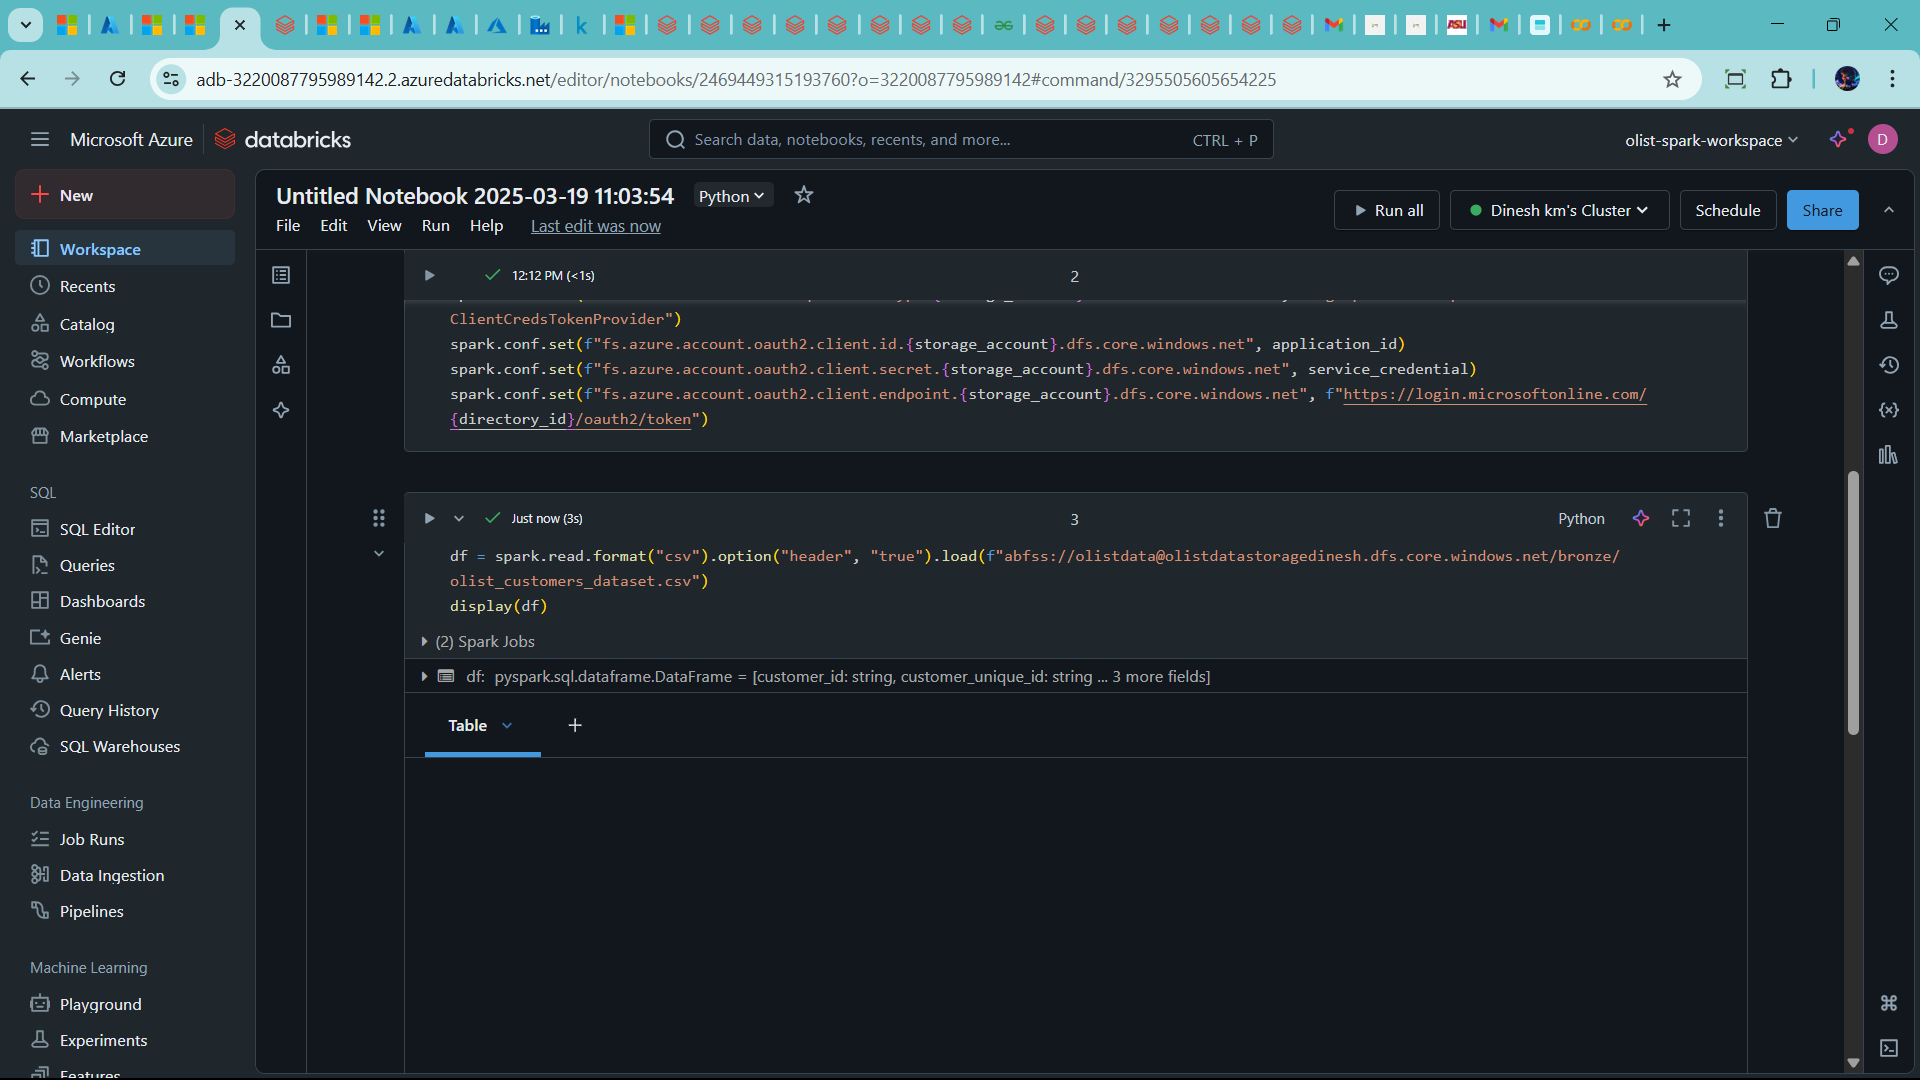 adb-3220087795989142.2.azuredatabricks.net/editor/notebooks/2469449315193760?o=3220087795989142#command/3295505605654225
Microsoft Azure databricks
Search data, notebooks, recents, and more... CTRL + P
olist-spark-workspace
D
New
Workspace
Recents
Catalog
Workflows
Compute
Marketplace
SQL
SQL Editor
Queries
Dashboards
Genie
Alerts
Query History
SQL Warehouses
Data Engineering
Job Runs
Data Ingestion
Pipelines
Machine Learning
Playground
Experiments
Features
Untitled Notebook 2025-03-19 11:03:54 Python
File Edit View Run Help Last edit was now
Run all Dinesh km's Cluster Schedule Share
12:12 PM (<1s) 2
ClientCredsTokenProvider")
spark.conf.set(f"fs.azure.account.oauth2.client.id.{storage_account}.dfs.core.windows.net", application_id)
spark.conf.set(f"fs.azure.account.oauth2.client.secret.{storage_account}.dfs.core.windows.net", service_credential)
spark.conf.set(f"fs.azure.account.oauth2.client.endpoint.{storage_account}.dfs.core.windows.net", f"https://login.microsoftonline.com/
{directory_id}/oauth2/token")
Just now (3s) 3 Python
df = spark.read.format("csv").option("header", "true").load(f"abfss://olistdata@olistdatastoragedinesh.dfs.core.windows.net/bronze/
olist_customers_dataset.csv")
display(df)
(2) Spark Jobs
df: pyspark.sql.dataframe.DataFrame = [customer_id: string, customer_unique_id: string ... 3 more fields]
Table +